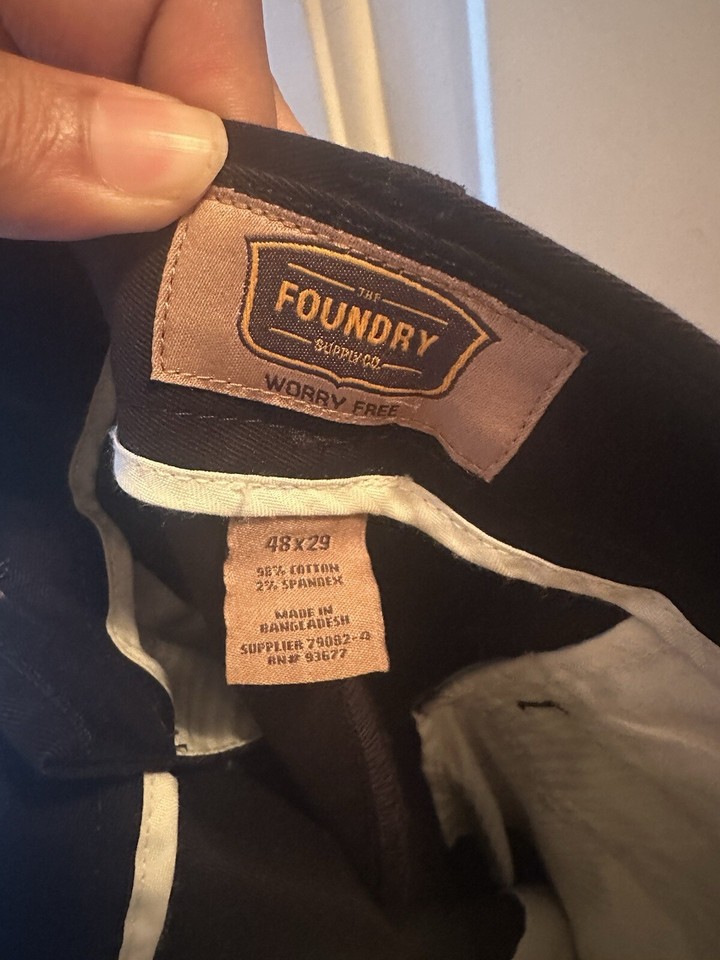 THE
FOUNDRY
SUPPLY CO.
WORRY FREE
48x29
98% COTTON
2% SPANDEX
MADE IN
BANGLADESH
SUPPLIER 79082-4
RN# 93677